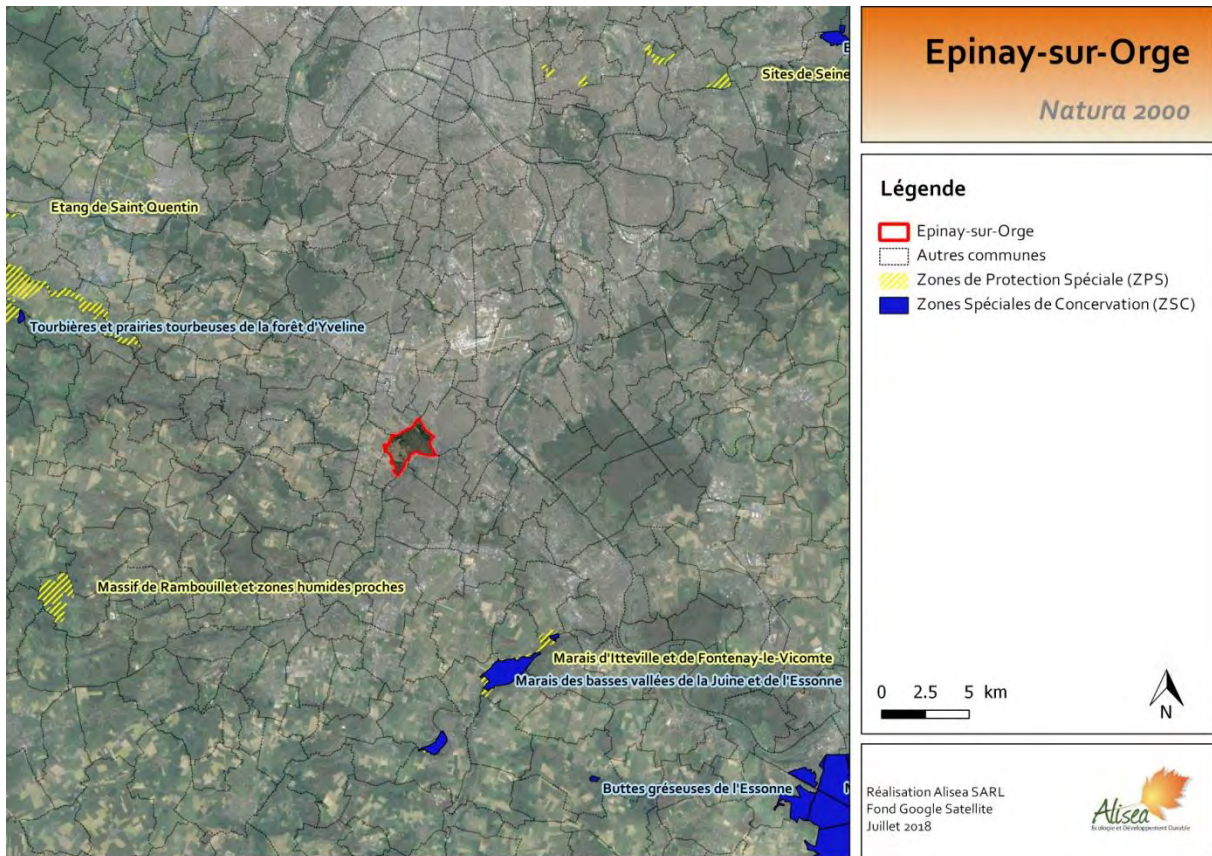 Epinay-sur-Orge
Natura 2000
Légende
Epinay-sur-Orge
Autres communes
Zones de Protection Spéciale (ZPS)
Zones Spéciales de Concervation (ZSC)
0 2.5 5 km
N
Réalisation Alisea SARL
Fond Google Satellite
Juillet 2018
Alisea
Ecologie et Développement Durable
Sites de Seine
Etang de Saint Quentin
Tourbières et prairies tourbeuses de la forêt d'Yveline
Massif de Rambouillet et zones humides proches
Marais d'Itteville et de Fontenay-le-Vicomte
Marais des basses vallées de la Juine et de l'Essonne
Buttes gréseuses de l'Essonne